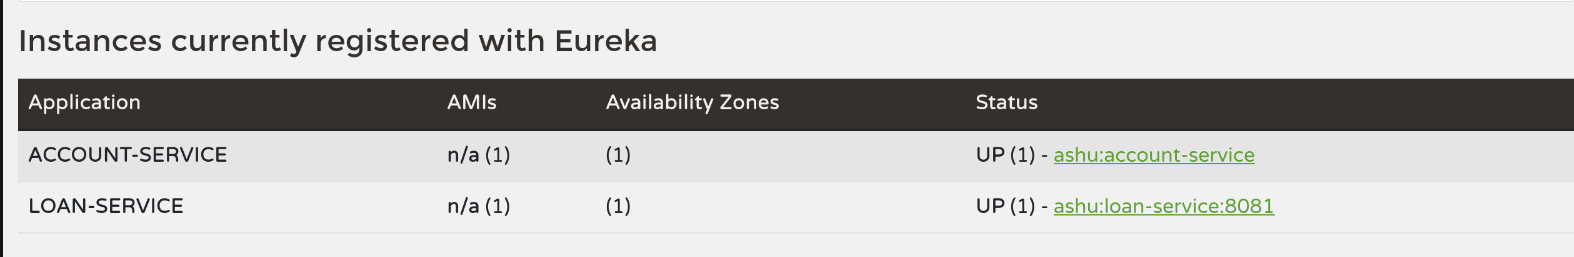 Instances currently registered with Eureka
Application AMIs Availability Zones Status
ACCOUNT-SERVICE n/a (1) (1) UP (1) - ashu:account-service
LOAN-SERVICE n/a (1) (1) UP (1) - ashu:loan-service:8081